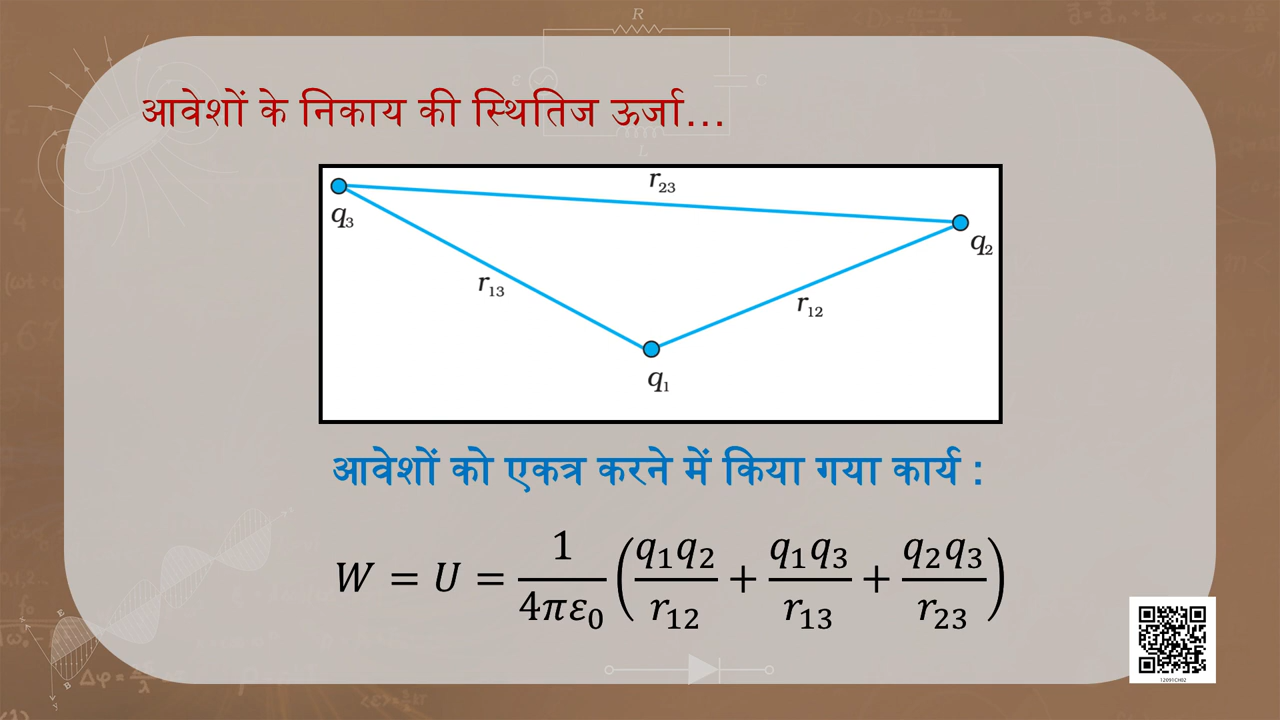 आवेशों के निकाय की स्थितिज ऊर्जा...
r₂₃
q₃
q₂
r₁₃
r₁₂
q₁
आवेशों को एकत्र करने में किया गया कार्य :
W = U = 1/4πε₀ (q₁q₂/r₁₂ + q₁q₃/r₁₃ + q₂q₃/r₂₃)
12091CH02